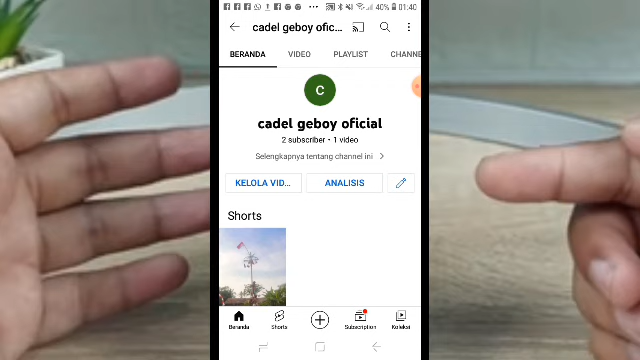 40% 01:40
cadel geboy ofic...
BERANDA VIDEO PLAYLIST CHANNE
C
cadel geboy oficial
2 subscriber • 1 video
Selengkapnya tentang channel ini
KELOLA VID... ANALISIS
Shorts
Beranda Shorts Subscription Koleksi